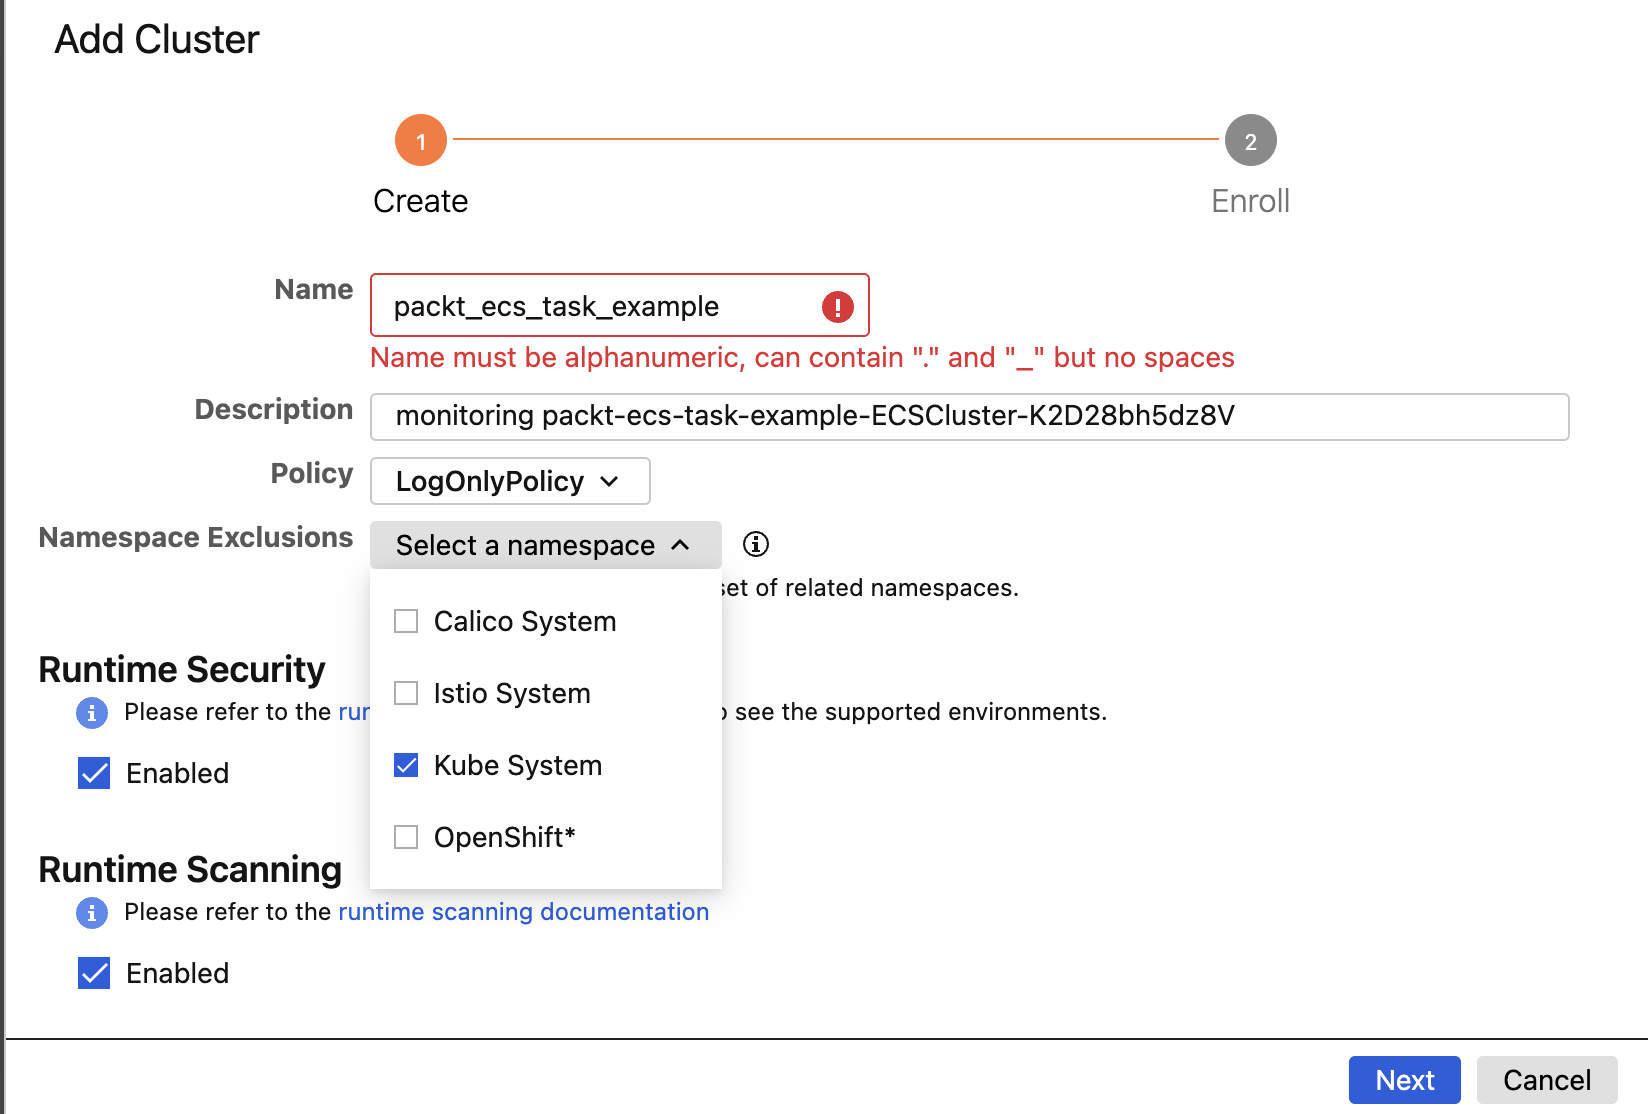 Add Cluster
1
2
Create
Enroll
Name
packt_ecs_task_example
Name must be alphanumeric, can contain "." and "_" but no spaces
Description
monitoring packt-ecs-task-example-ECSCluster-K2D28bh5dz8V
Policy
LogOnlyPolicy
Namespace Exclusions
Select a namespace
set of related namespaces.
Calico System
Istio System
Kube System
OpenShift*
Runtime Security
Please refer to the see the supported environments.
Enabled
Runtime Scanning
Please refer to the runtime scanning documentation
Enabled
Next
Cancel